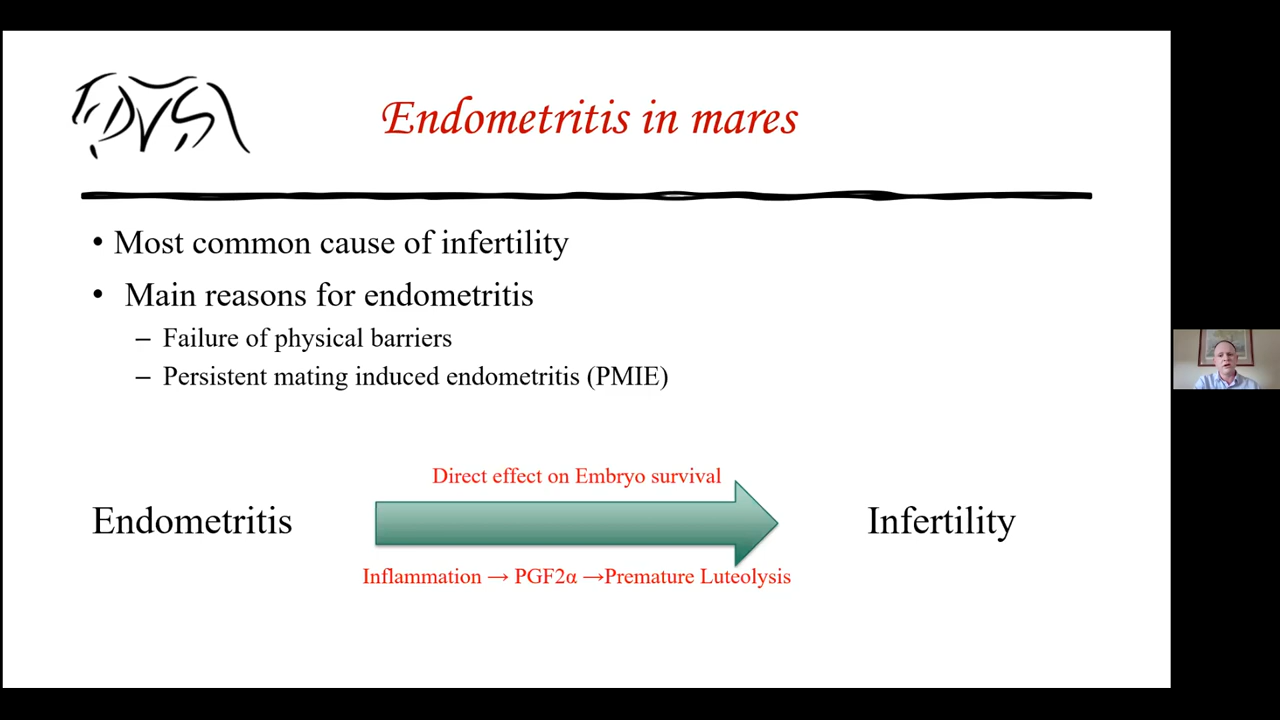 FDVSA
Endometritis in mares
• Most common cause of infertility
• Main reasons for endometritis
– Failure of physical barriers
– Persistent mating induced endometritis (PMIE)
Direct effect on Embryo survival
Endometritis
Infertility
Inflammation → PGF2α →Premature Luteolysis